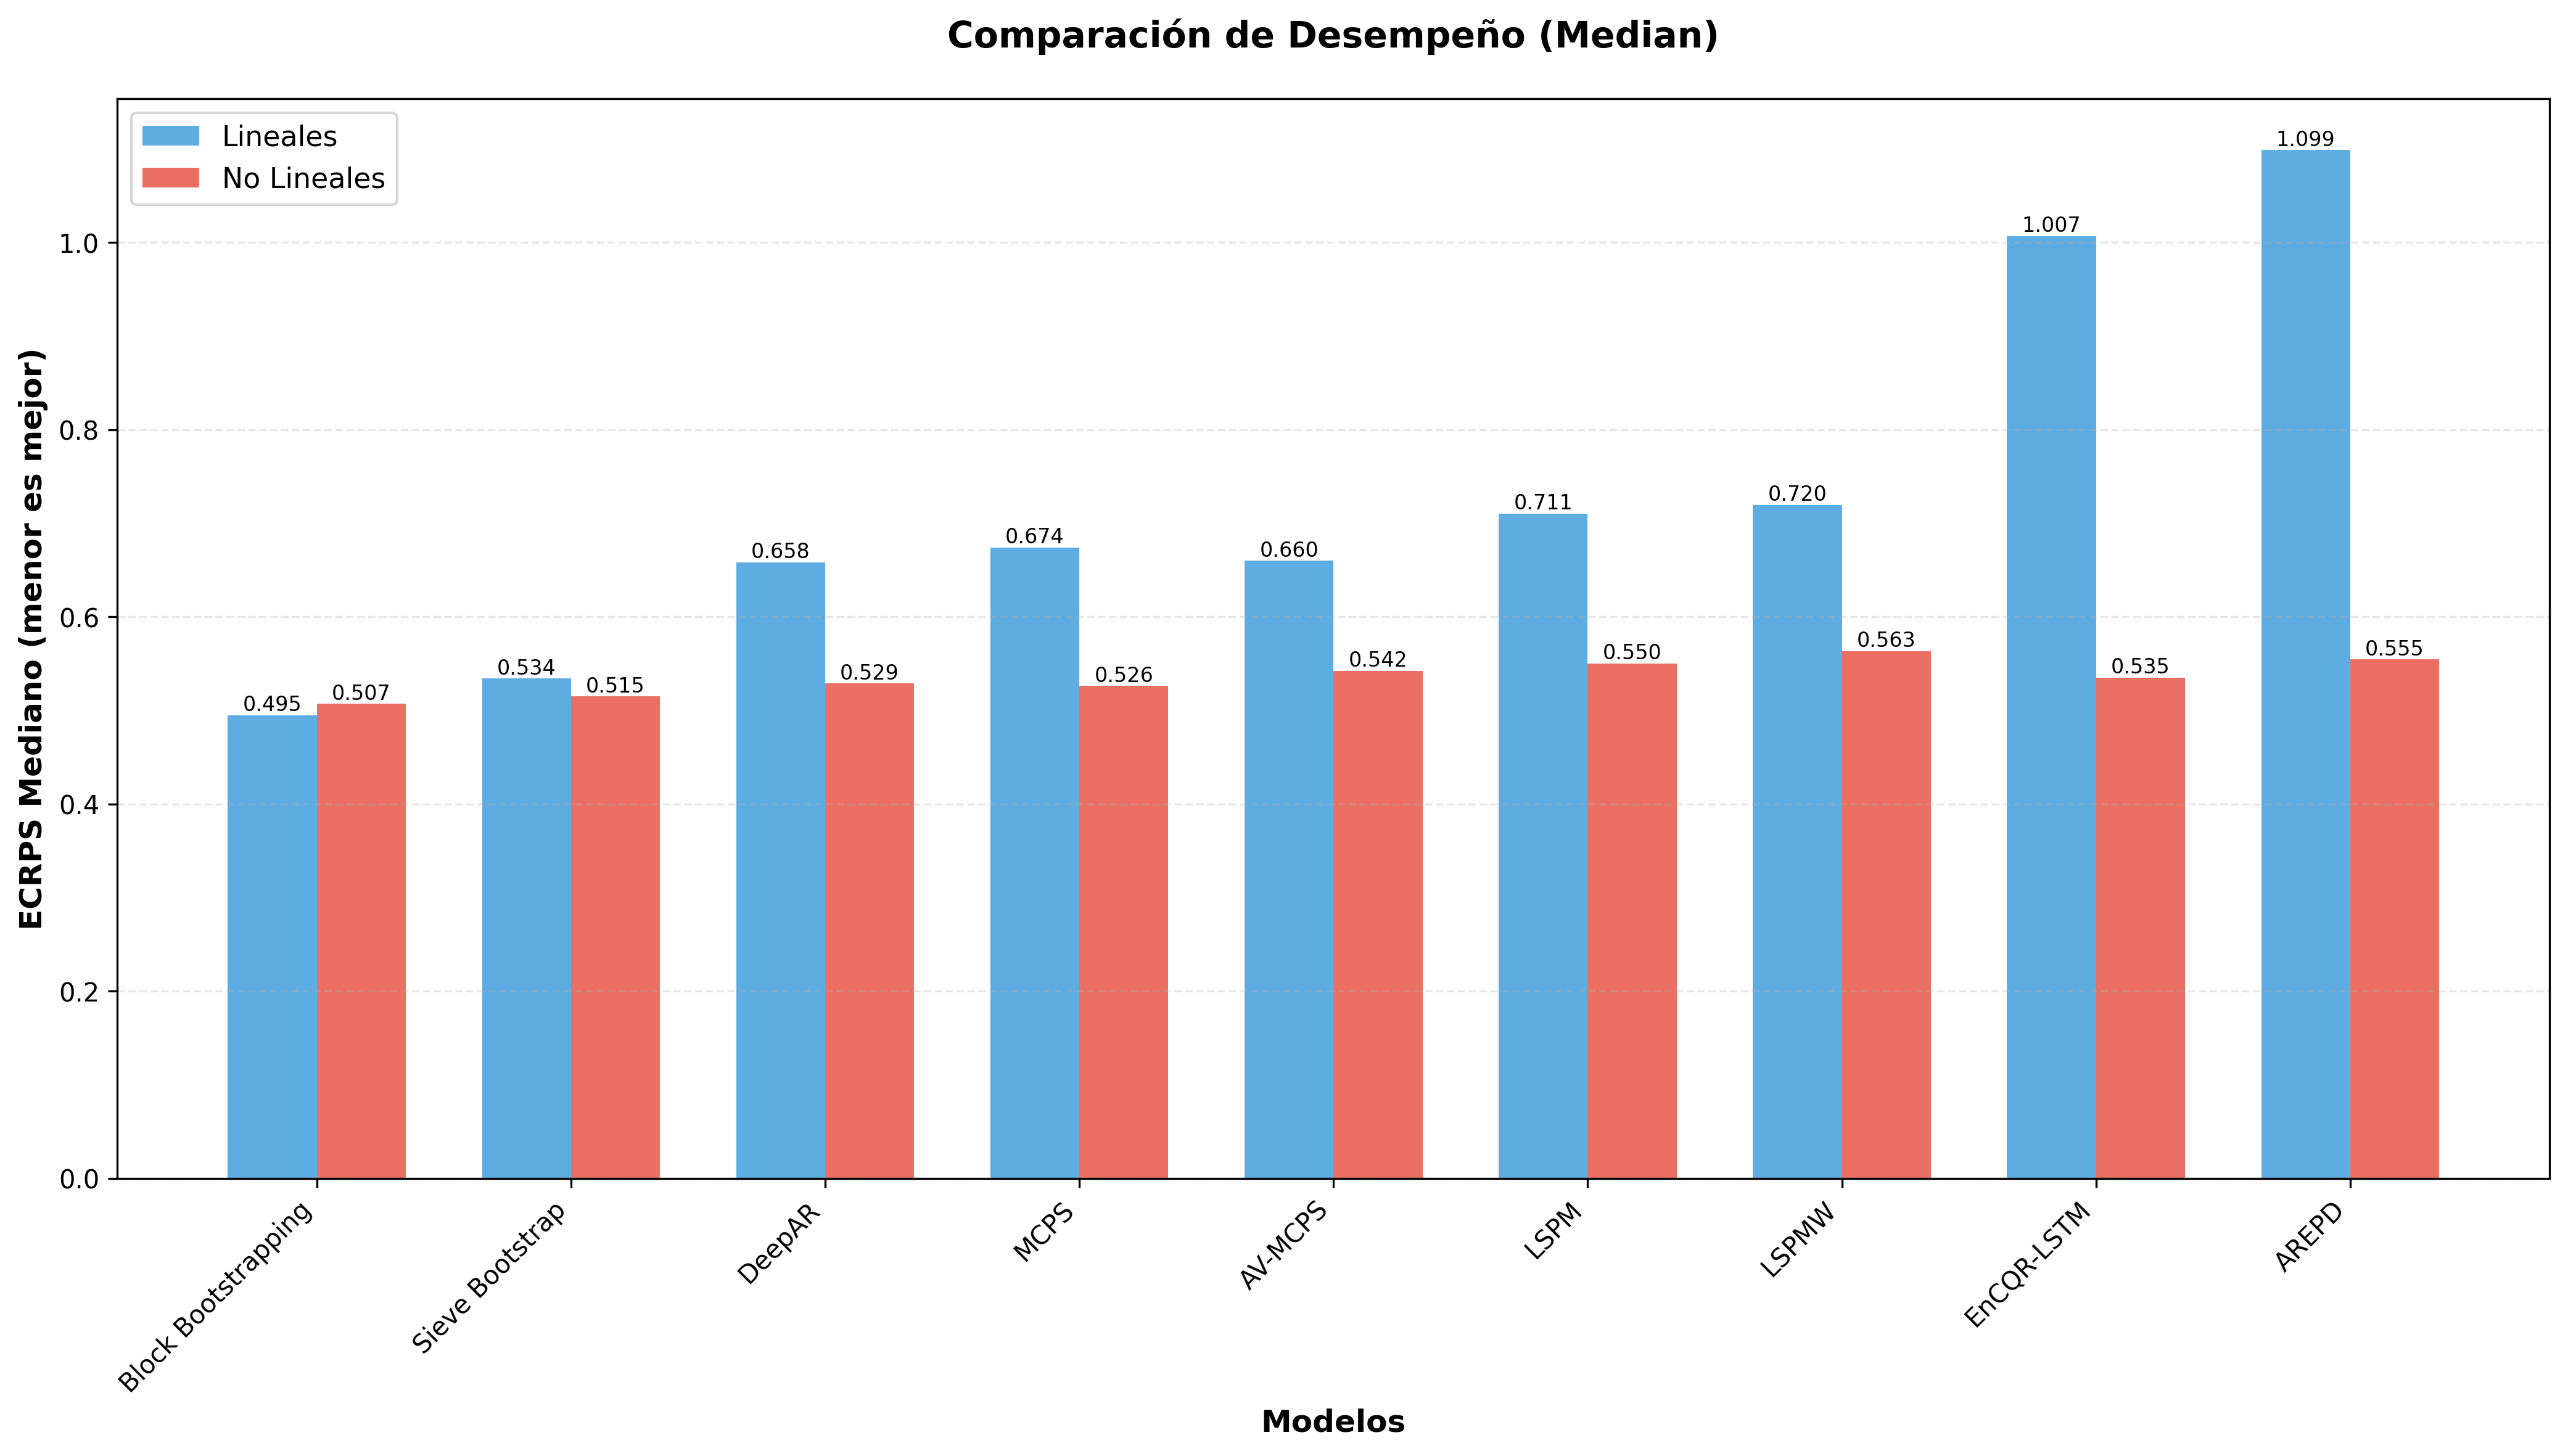 Comparación de Desempeño (Median)
Lineales
No Lineales
ECRPS Mediano (menor es mejor)
1.0
0.8
0.6
0.4
0.2
0.0
0.495
0.507
0.534
0.515
0.658
0.529
0.674
0.526
0.660
0.542
0.711
0.550
0.720
0.563
1.007
0.535
1.099
0.555
Block Bootstrapping
Sieve Bootstrap
DeepAR
MCPS
AV-MCPS
LSPM
LSPMW
EnCQR-LSTM
AREPD
Modelos